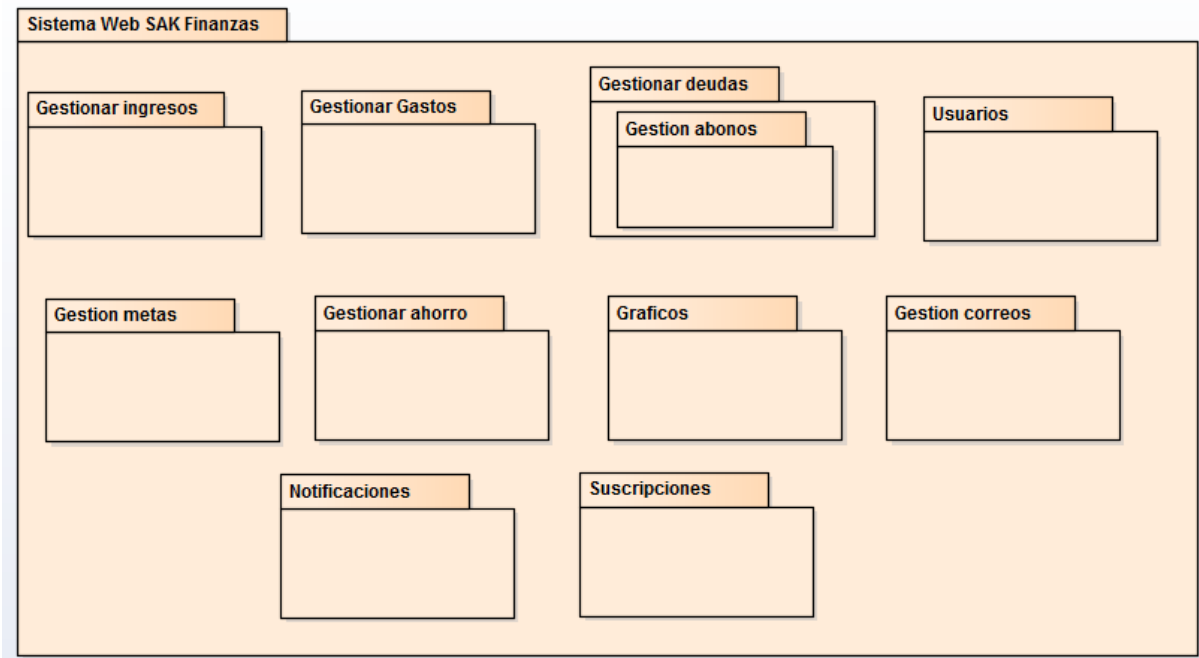 Sistema Web SAK Finanzas
Gestionar ingresos
Gestionar Gastos
Gestionar deudas
Gestion abonos
Usuarios
Gestion metas
Gestionar ahorro
Graficos
Gestion correos
Notificaciones
Suscripciones